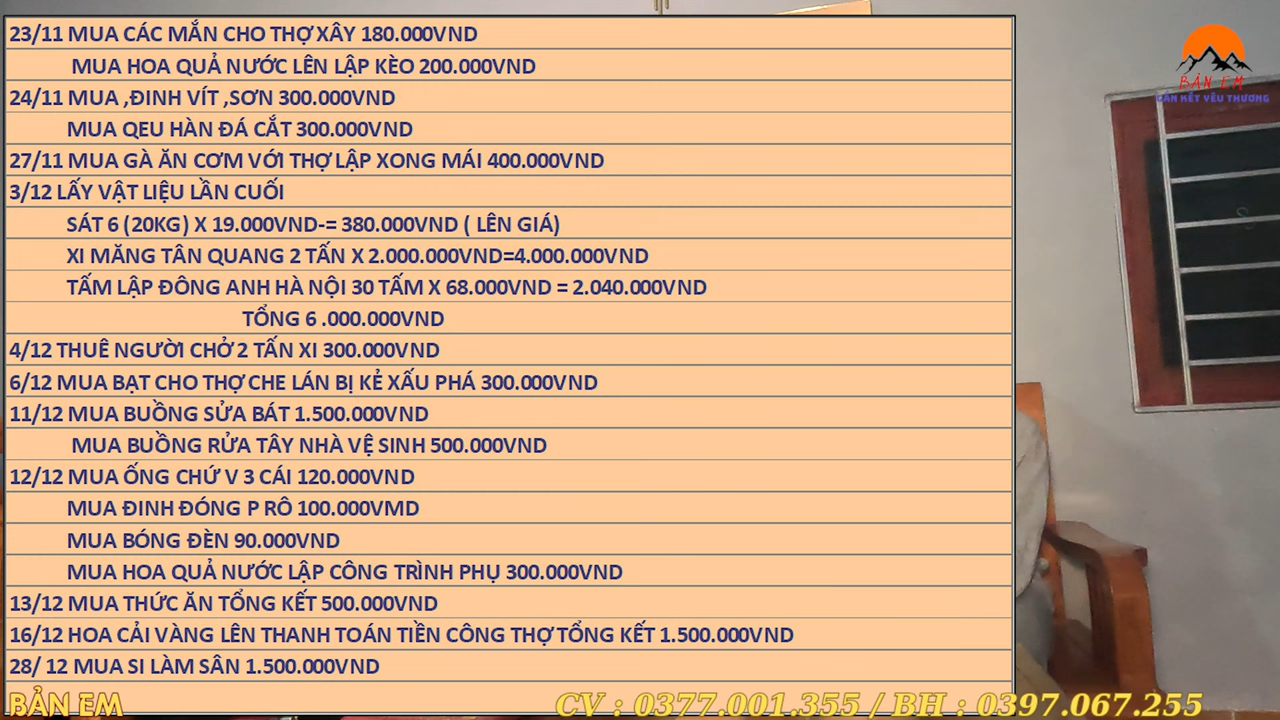 23/11 MUA CÁC MẮN CHO THỢ XÂY 180.000VND
MUA HOA QUẢ NƯỚC LÊN LẬP KÈO 200.000VND
24/11 MUA ,ĐINH VÍT ,SƠN 300.000VND
MUA QEU HÀN ĐÁ CẮT 300.000VND
27/11 MUA GÀ ĂN CƠM VỚI THỢ LẬP XONG MÁI 400.000VND
3/12 LẤY VẬT LIỆU LẦN CUỐI
SÁT 6 (20KG) X 19.000VND-= 380.000VND ( LÊN GIÁ)
XI MĂNG TÂN QUANG 2 TẤN X 2.000.000VND=4.000.000VND
TẤM LẬP ĐÔNG ANH HÀ NỘI 30 TẤM X 68.000VND = 2.040.000VND
TỔNG 6 .000.000VND
4/12 THUÊ NGƯỜI CHỞ 2 TẤN XI 300.000VND
6/12 MUA BẠT CHO THỢ CHE LÁN BỊ KẺ XẤU PHÁ 300.000VND
11/12 MUA BUỒNG SỬA BÁT 1.500.000VND
MUA BUỒNG RỬA TÂY NHÀ VỆ SINH 500.000VND
12/12 MUA ỐNG CHỨ V 3 CÁI 120.000VND
MUA ĐINH ĐÓNG P RÔ 100.000VMD
MUA BÓNG ĐÈN 90.000VND
MUA HOA QUẢ NƯỚC LẬP CÔNG TRÌNH PHỤ 300.000VND
13/12 MUA THỨC ĂN TỔNG KẾT 500.000VND
16/12 HOA CẢI VÀNG LÊN THANH TOÁN TIỀN CÔNG THỢ TỔNG KẾT 1.500.000VND
28/ 12 MUA SI LÀM SÂN 1.500.000VND
BẢN EM
GẮN KẾT YÊU THƯƠNG
BẢN EM
CV : 0377.001.355 / BH : 0397.067.255